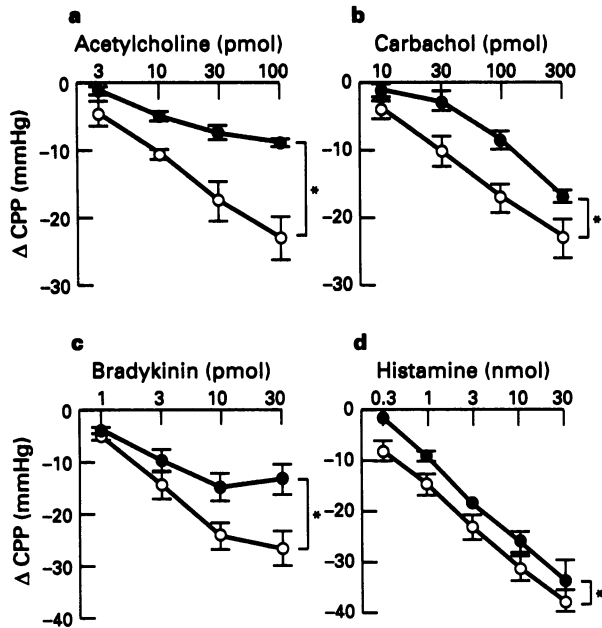 a
Acetylcholine (pmol)
3 10 30 100
0
-10
-20
-30
Δ CPP (mmHg)
*
b
Carbachol (pmol)
10 30 100 300
0
-10
-20
-30
*
c
Bradykinin (pmol)
1 3 10 30
0
-10
-20
-30
-40
Δ CPP (mmHg)
*
d
Histamine (nmol)
0.3 1 3 10 30
0
-10
-20
-30
-40
*